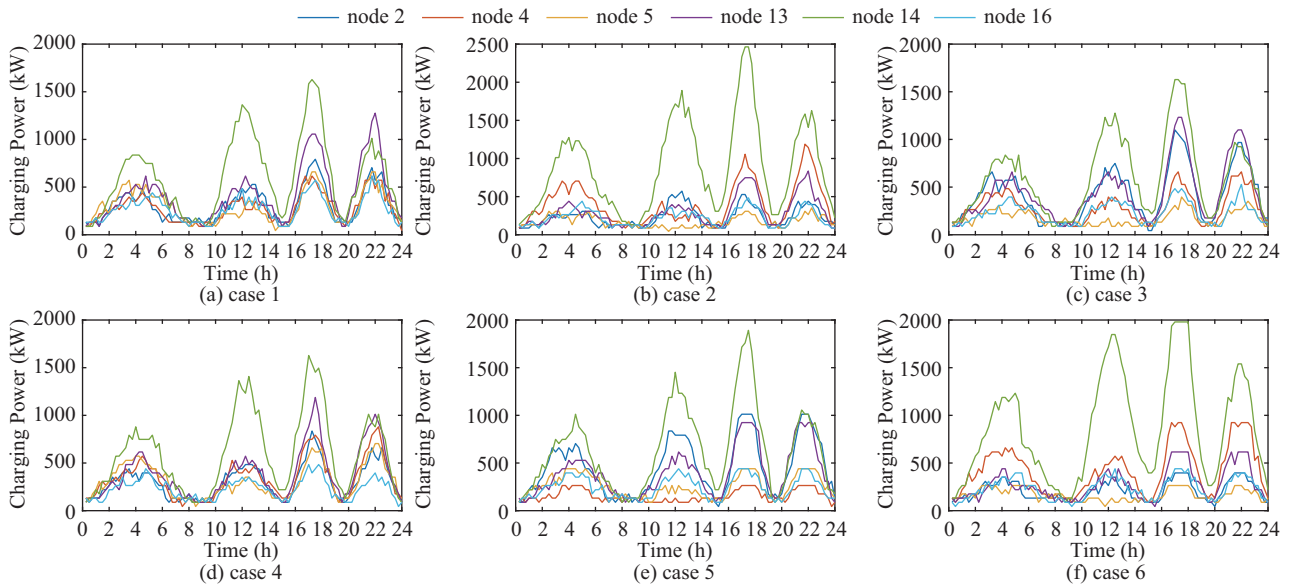 node 2 node 4 node 5 node 13 node 14 node 16
Charging Power (kW)
2000
1500
1000
500
0
0 2 4 6 8 10 12 14 16 18 20 22 24
Time (h)
(a) case 1
Charging Power (kW)
2500
2000
1500
1000
500
0
0 2 4 6 8 10 12 14 16 18 20 22 24
Time (h)
(b) case 2
Charging Power (kW)
2000
1500
1000
500
0
0 2 4 6 8 10 12 14 16 18 20 22 24
Time (h)
(c) case 3
Charging Power (kW)
2000
1500
1000
500
0
0 2 4 6 8 10 12 14 16 18 20 22 24
Time (h)
(d) case 4
Charging Power (kW)
2000
1500
1000
500
0
0 2 4 6 8 10 12 14 16 18 20 22 24
Time (h)
(e) case 5
Charging Power (kW)
2000
1500
1000
500
0
0 2 4 6 8 10 12 14 16 18 20 22 24
Time (h)
(f) case 6